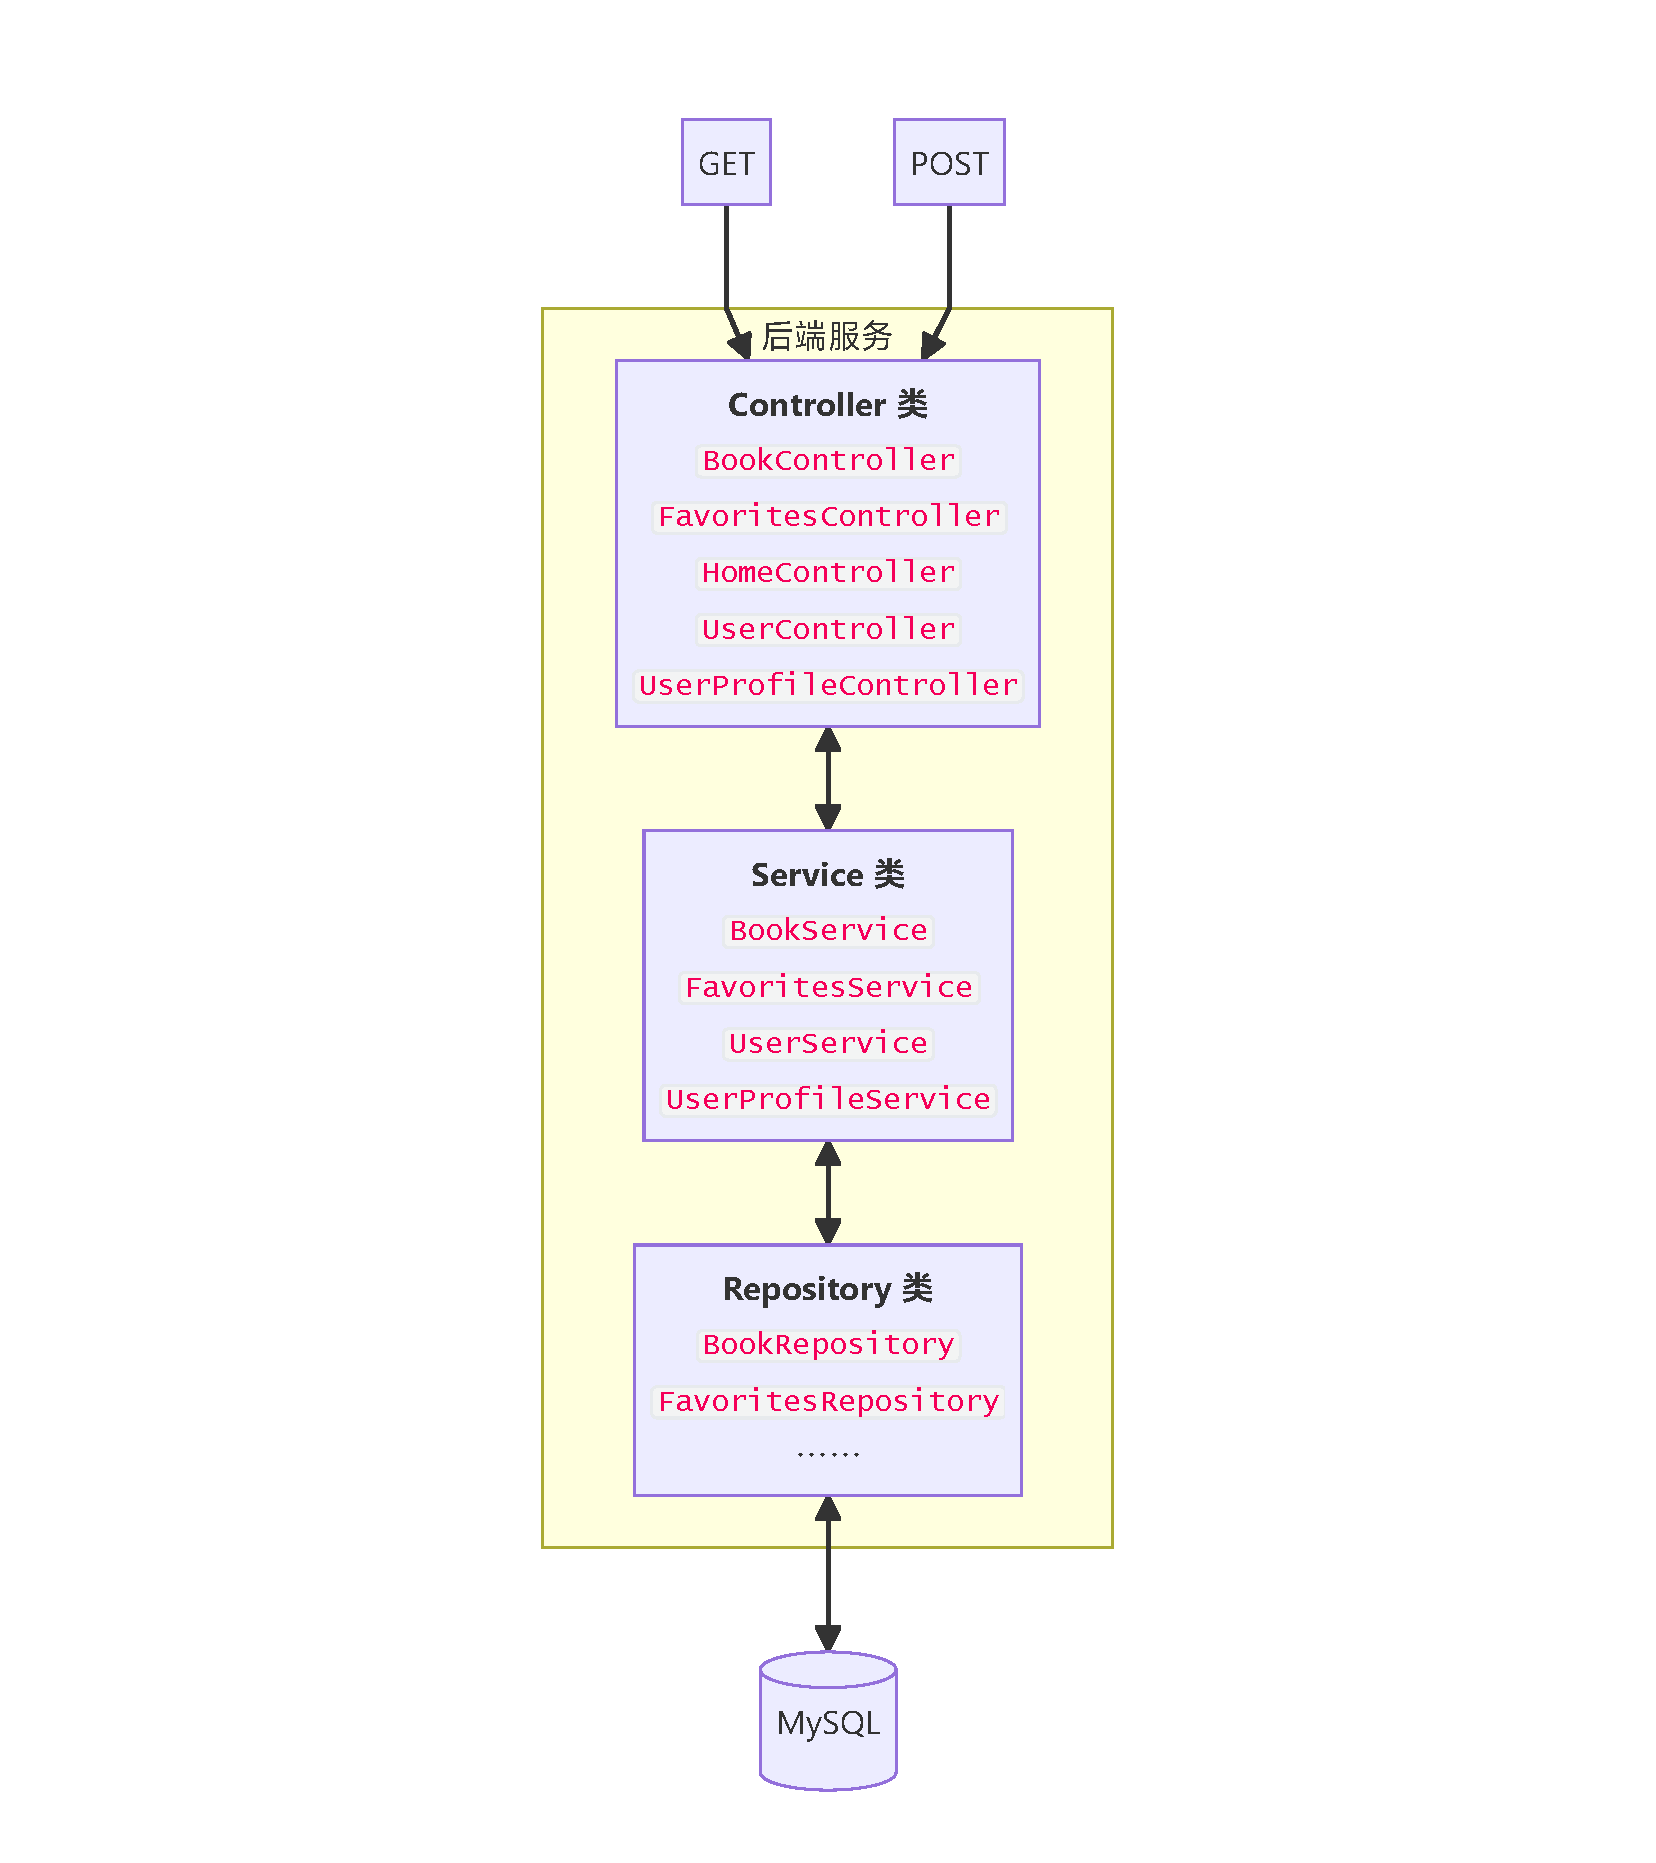 GET
POST
后端服务
Controller 类
BookController
FavoritesController
HomeController
UserController
UserProfileController
Service 类
BookService
FavoritesService
UserService
UserProfileService
Repository 类
BookRepository
FavoritesRepository
……
MySQL